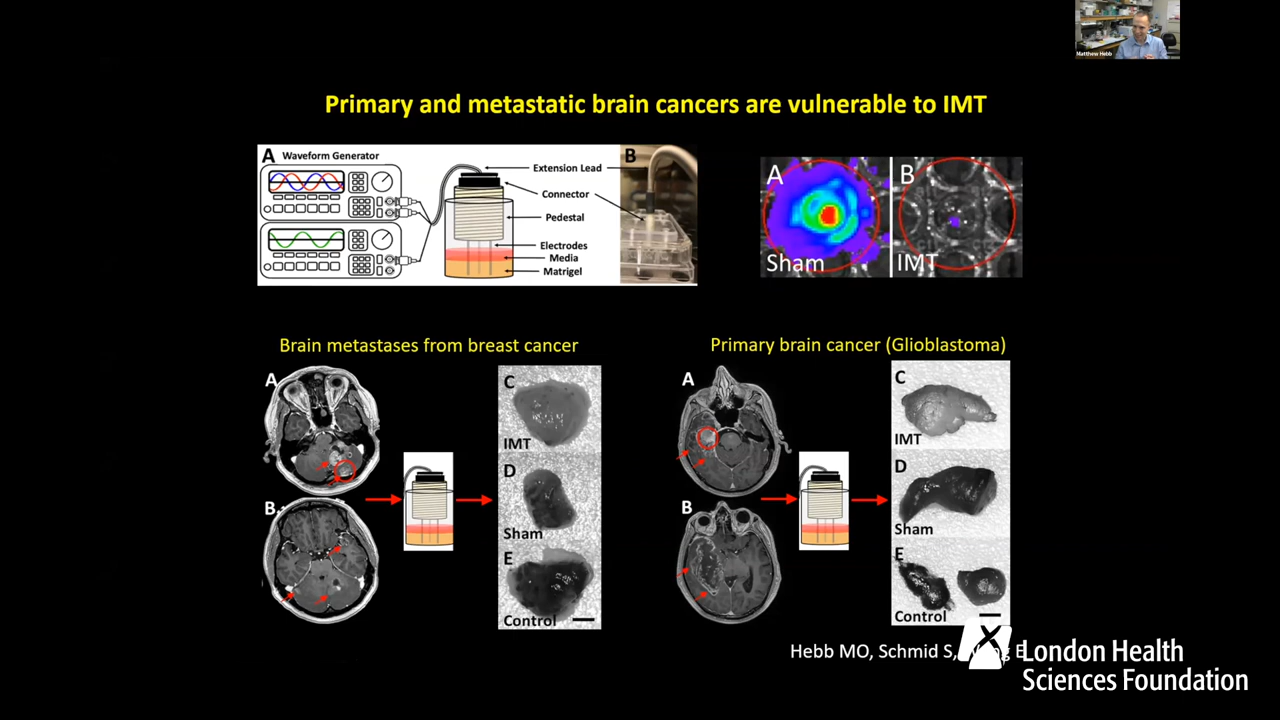 Matthew Hebb
Primary and metastatic brain cancers are vulnerable to IMT
A
Waveform Generator
B
Extension Lead
Connector
Pedestal
Electrodes
Media
Matrigel
A
Sham
B
IMT
Brain metastases from breast cancer
A
B
C
IMT
D
Sham
E
Control
Primary brain cancer (Glioblastoma)
A
B
C
IMT
D
Sham
E
Control
Hebb MO, Schmid S,
London Health
Sciences Foundation